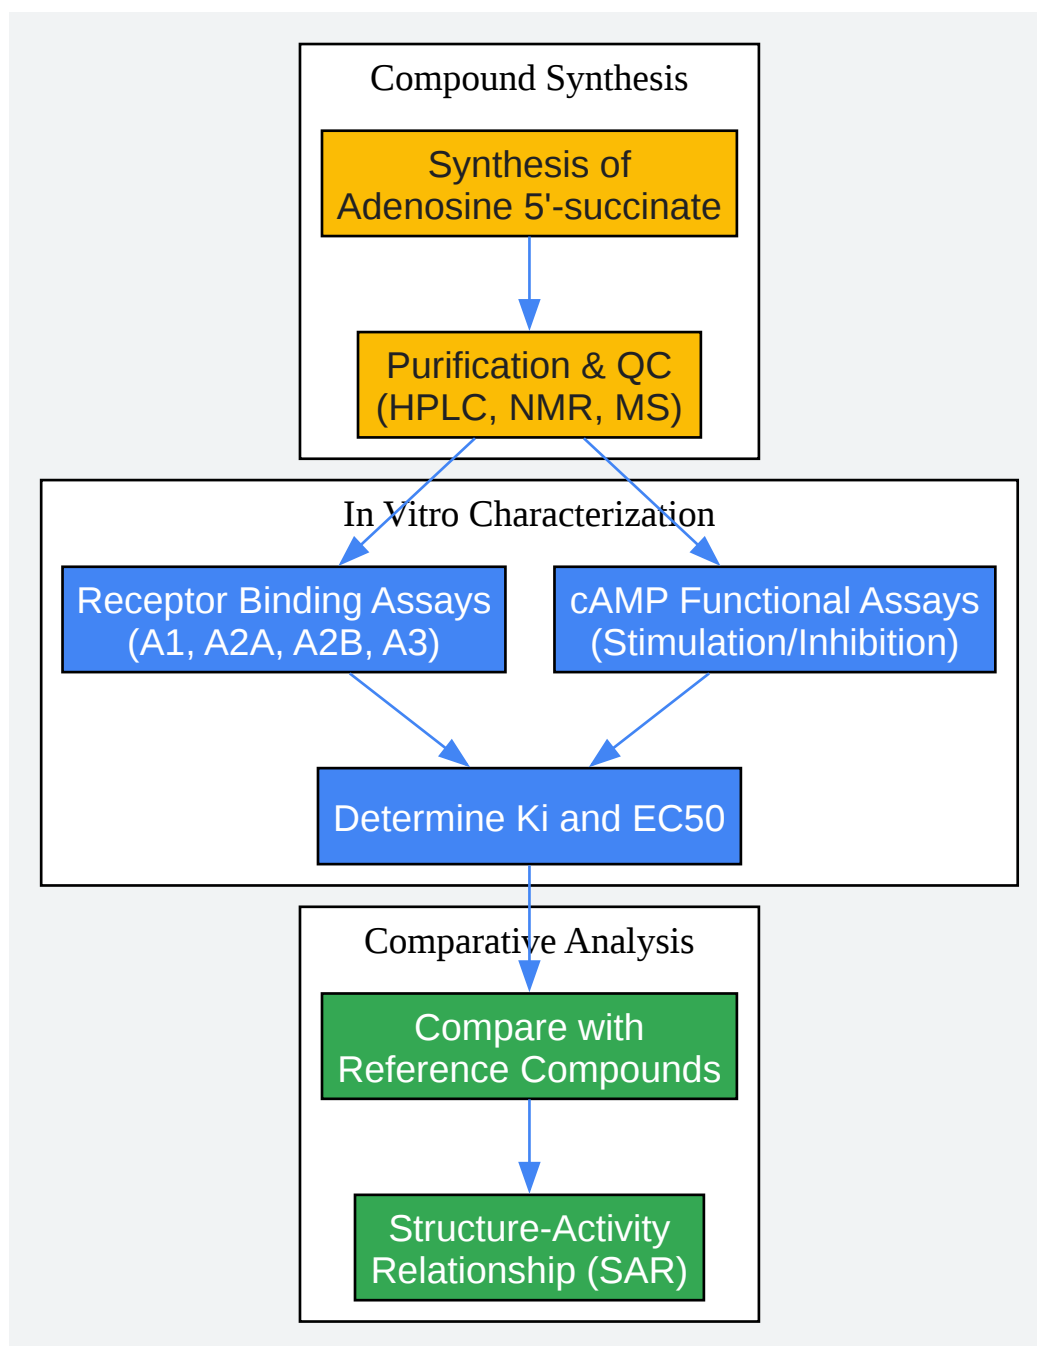 Compound Synthesis
Synthesis of
Adenosine 5'-succinate
Purification & QC
(HPLC, NMR, MS)
In Vitro Characterization
Receptor Binding Assays
(A1, A2A, A2B, A3)
cAMP Functional Assays
(Stimulation/Inhibition)
Determine Ki and EC50
Comparative Analysis
Compare with
Reference Compounds
Structure-Activity
Relationship (SAR)